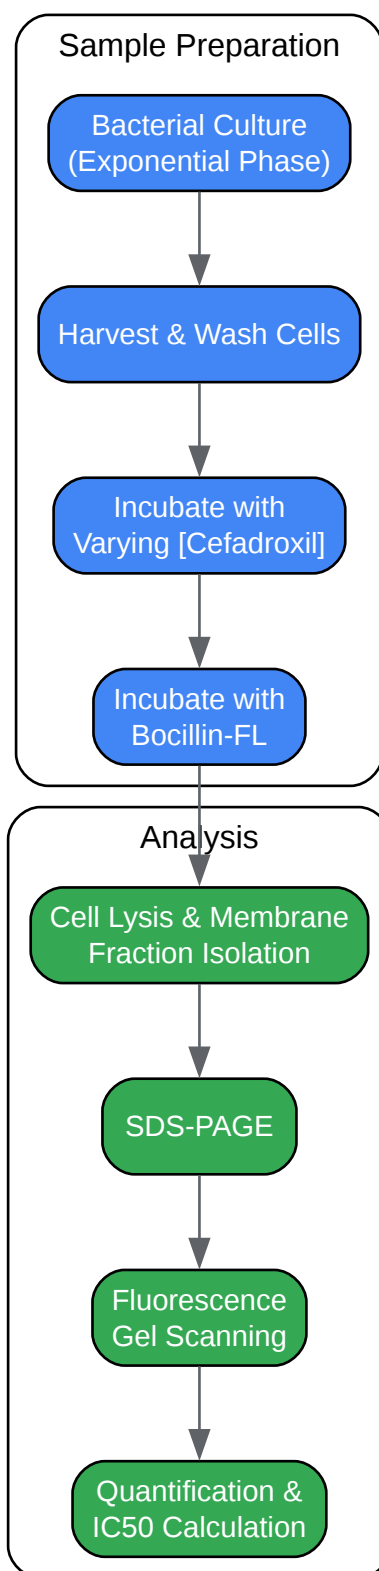 Sample Preparation
Bacterial Culture
(Exponential Phase)
Harvest & Wash Cells
Incubate with
Varying [Cefadroxil]
Incubate with
Bocillin-FL
Analysis
Cell Lysis & Membrane
Fraction Isolation
SDS-PAGE
Fluorescence
Gel Scanning
Quantification &
IC50 Calculation